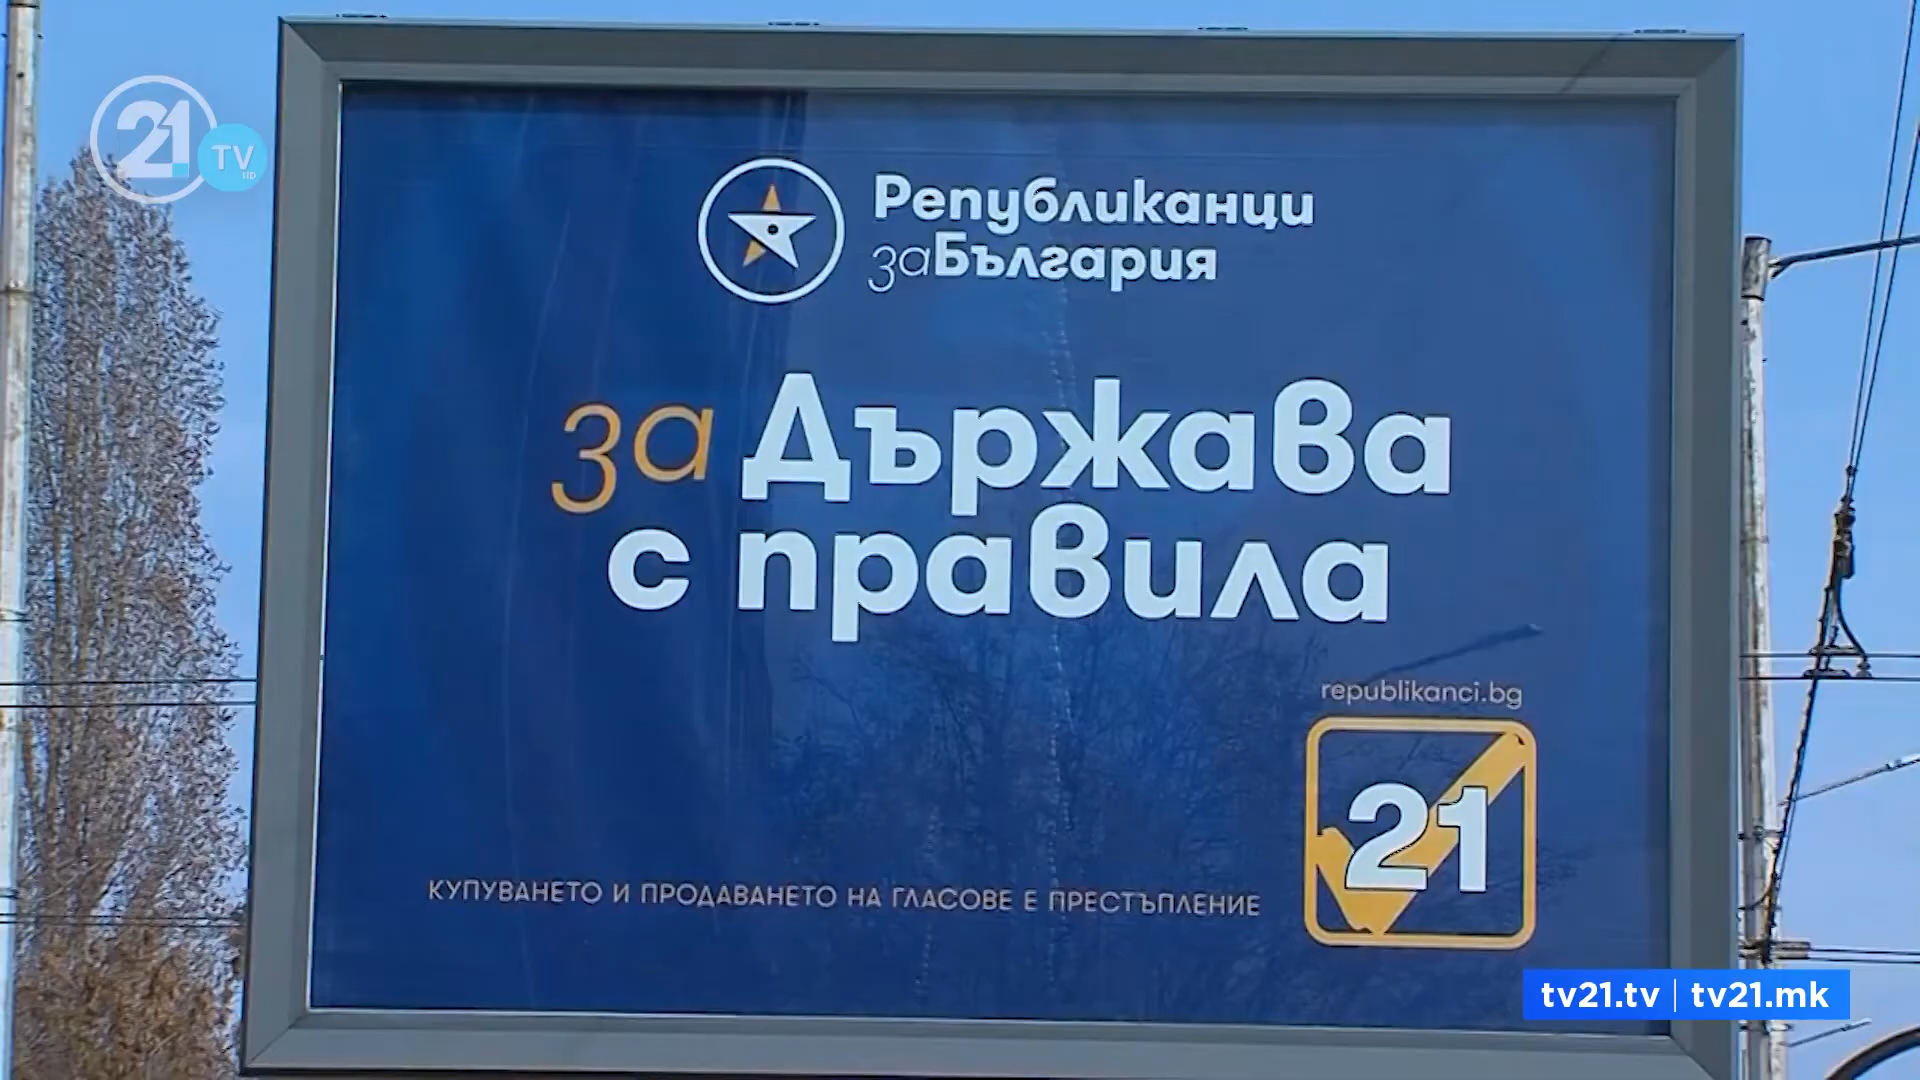 21
TV
HD
Републиканци
заБългария
за Държава
с правила
republikanci.bg
21
КУПУВАНЕТО И ПРОДАВАНЕТО НА ГЛАСОВЕ Е ПРЕСТЪПЛЕНИЕ
tv21.tv | tv21.mk